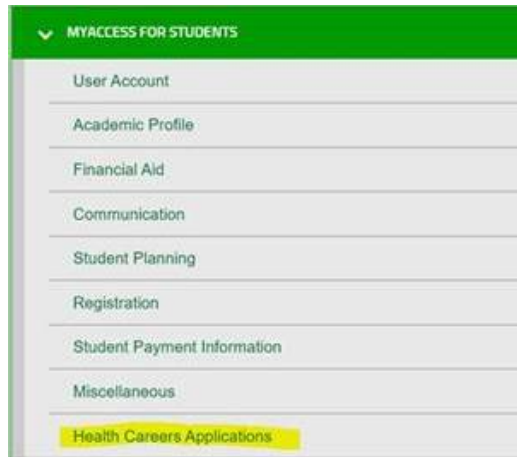 MYACCESS FOR STUDENTS
User Account
Academic Profile
Financial Aid
Communication
Student Planning
Registration
Student Payment Information
Miscellaneous
Health Careers Applications